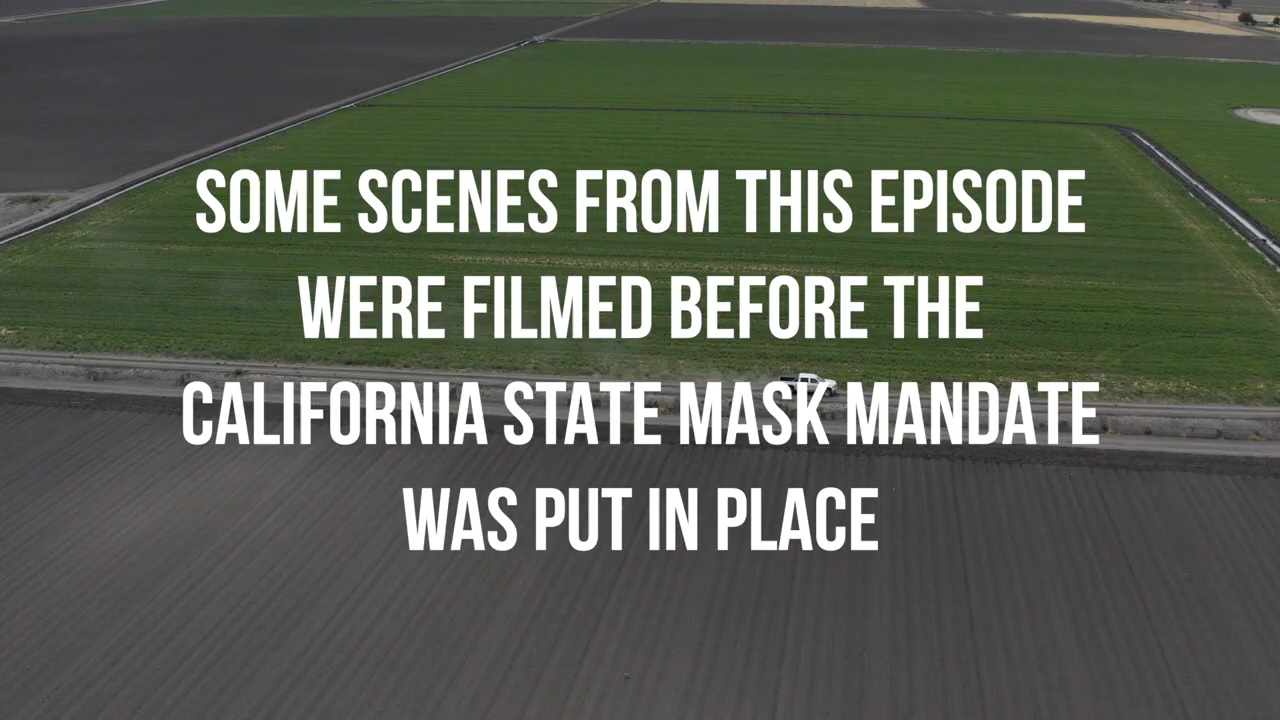 SOME SCENES FROM THIS EPISODE
WERE FILMED BEFORE THE
CALIFORNIA STATE MASK MANDATE
WAS PUT IN PLACE